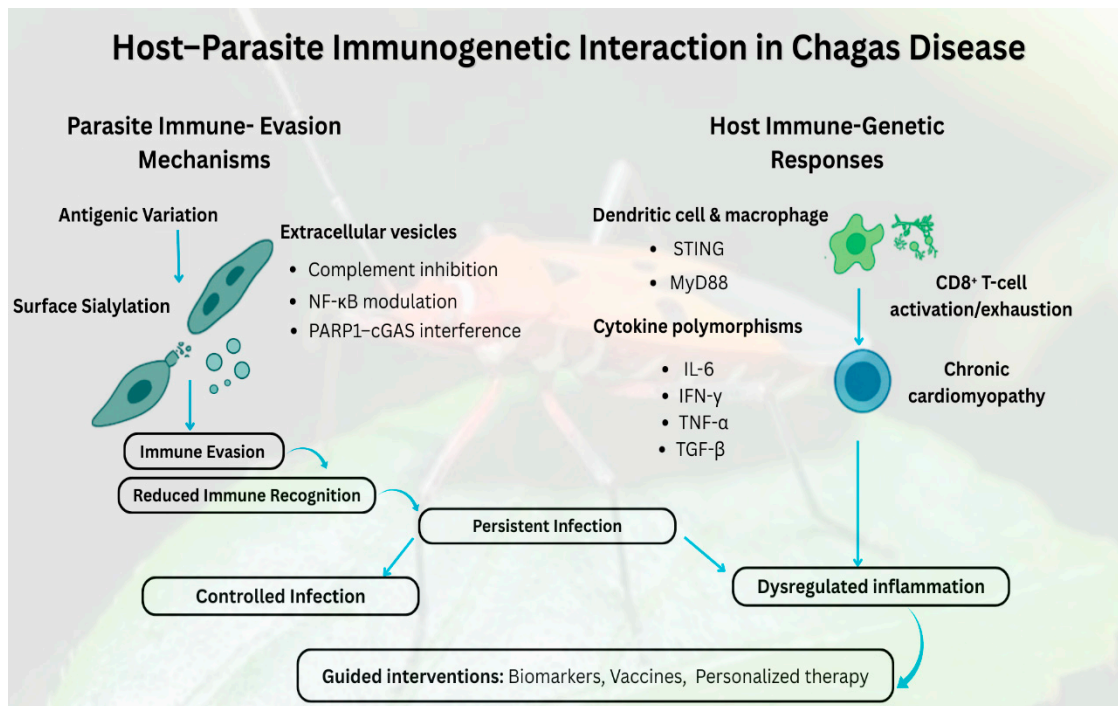 Host–Parasite Immunogenetic Interaction in Chagas Disease
Parasite Immune- Evasion
Mechanisms
Antigenic Variation
Surface Sialylation
Extracellular vesicles
• Complement inhibition
• NF-κB modulation
• PARP1–cGAS interference
Immune Evasion
Reduced Immune Recognition
Host Immune-Genetic
Responses
Dendritic cell & macrophage
• STING
• MyD88
Cytokine polymorphisms
• IL-6
• IFN-γ
• TNF-α
• TGF-β
CD8⁺ T-cell
activation/exhaustion
Chronic
cardiomyopathy
Persistent Infection
Controlled Infection
Dysregulated inflammation
Guided interventions: Biomarkers, Vaccines, Personalized therapy